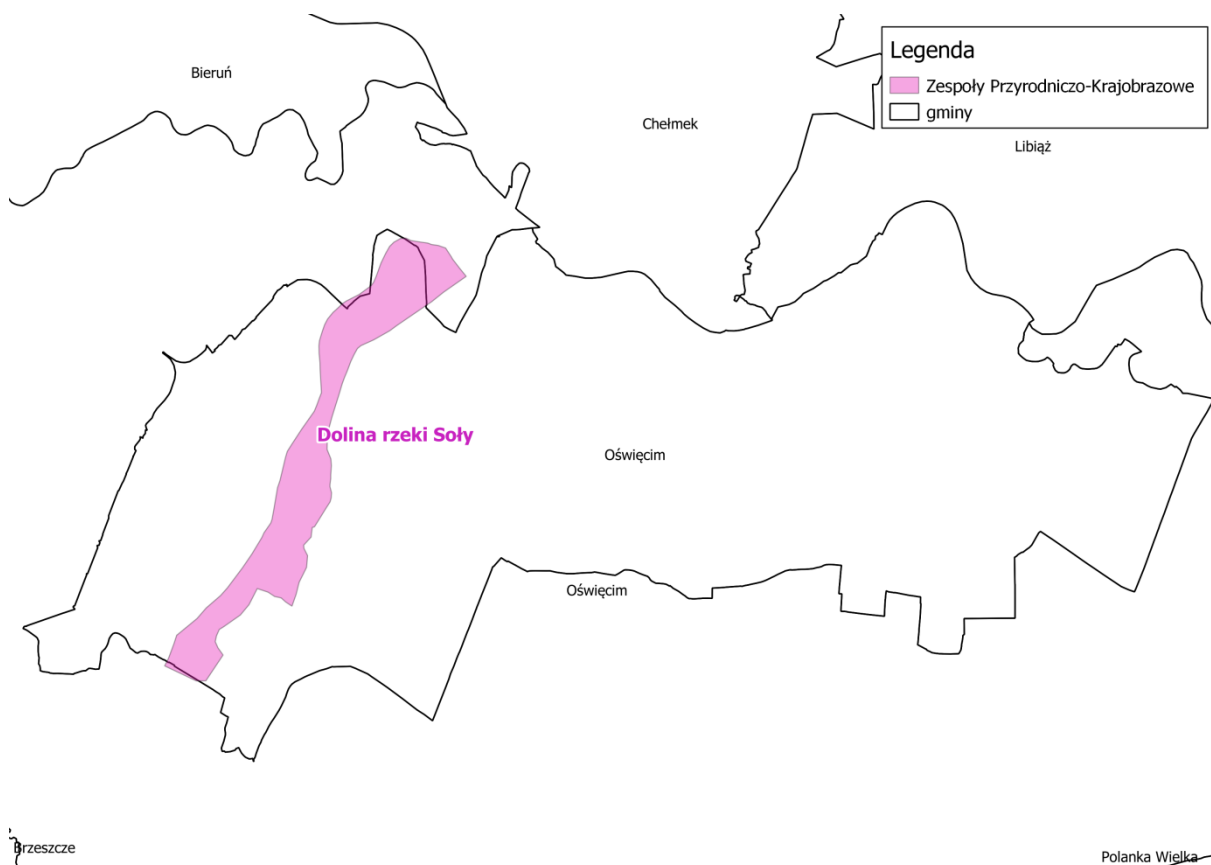 Legenda
Zespoły Przyrodniczo-Krajobrazowe
gminy
Bieruń
Chełmek
Libiąż
Dolina rzeki Soły
Oświęcim
Oświęcim
Brzeszcze
Polanka Wielka